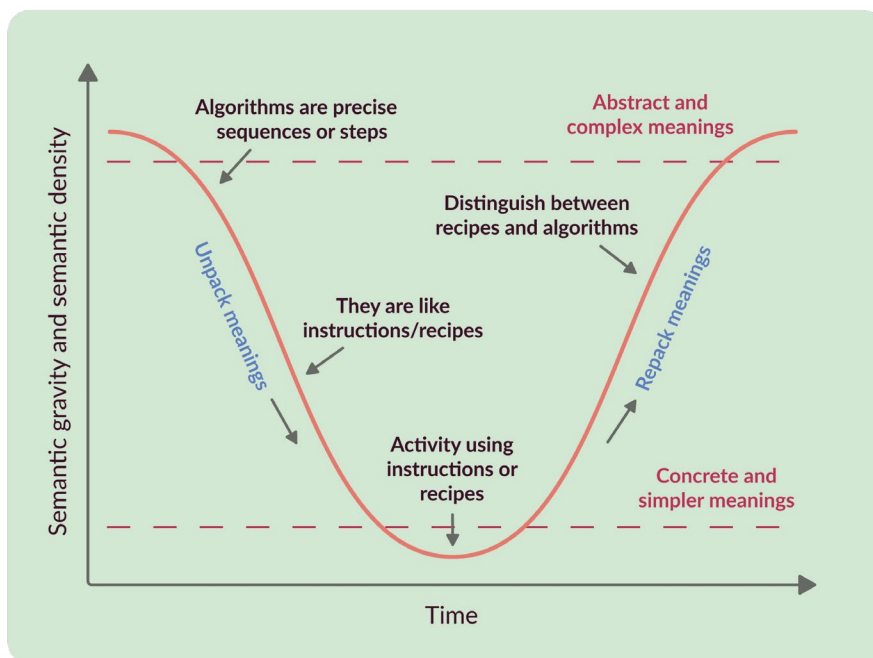 Semantic gravity and semantic density
Algorithms are precise
sequences or steps
Abstract and
complex meanings
Distinguish between
recipes and algorithms
Unpack meanings
They are like
instructions/recipes
Repack meanings
Activity using
instructions or
recipes
Concrete and
simpler meanings
Time